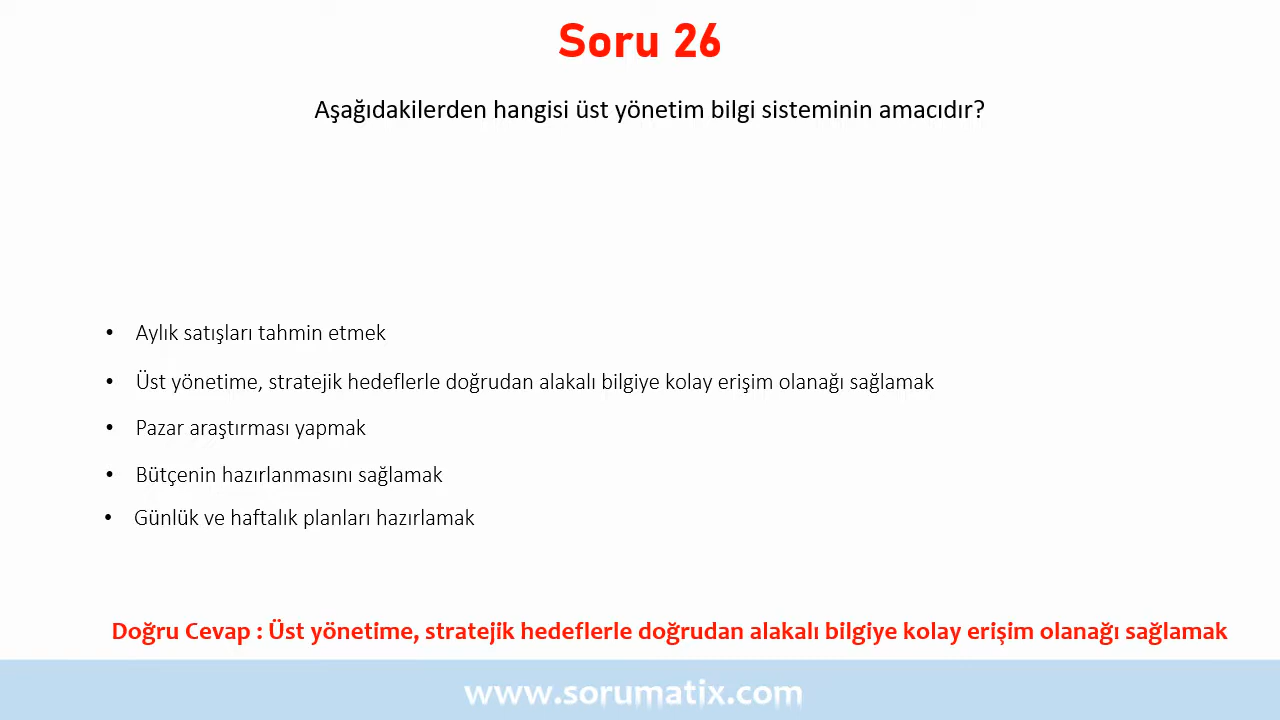 Soru 26
Aşağıdakilerden hangisi üst yönetim bilgi sisteminin amacıdır?
• Aylık satışları tahmin etmek
• Üst yönetime, stratejik hedeflerle doğrudan alakalı bilgiye kolay erişim olanağı sağlamak
• Pazar araştırması yapmak
• Bütçenin hazırlanmasını sağlamak
• Günlük ve haftalık planları hazırlamak
Doğru Cevap : Üst yönetime, stratejik hedeflerle doğrudan alakalı bilgiye kolay erişim olanağı sağlamak
www.sorumatix.com